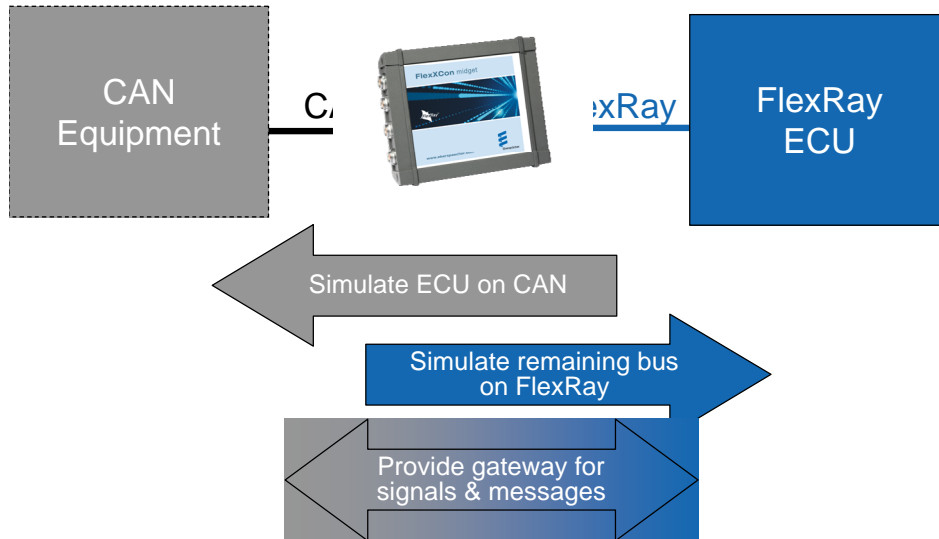 CAN
Equipment
FlexXCon midget
FlexRay
ECU
Simulate ECU on CAN
Simulate remaining bus
on FlexRay
Provide gateway for
signals & messages